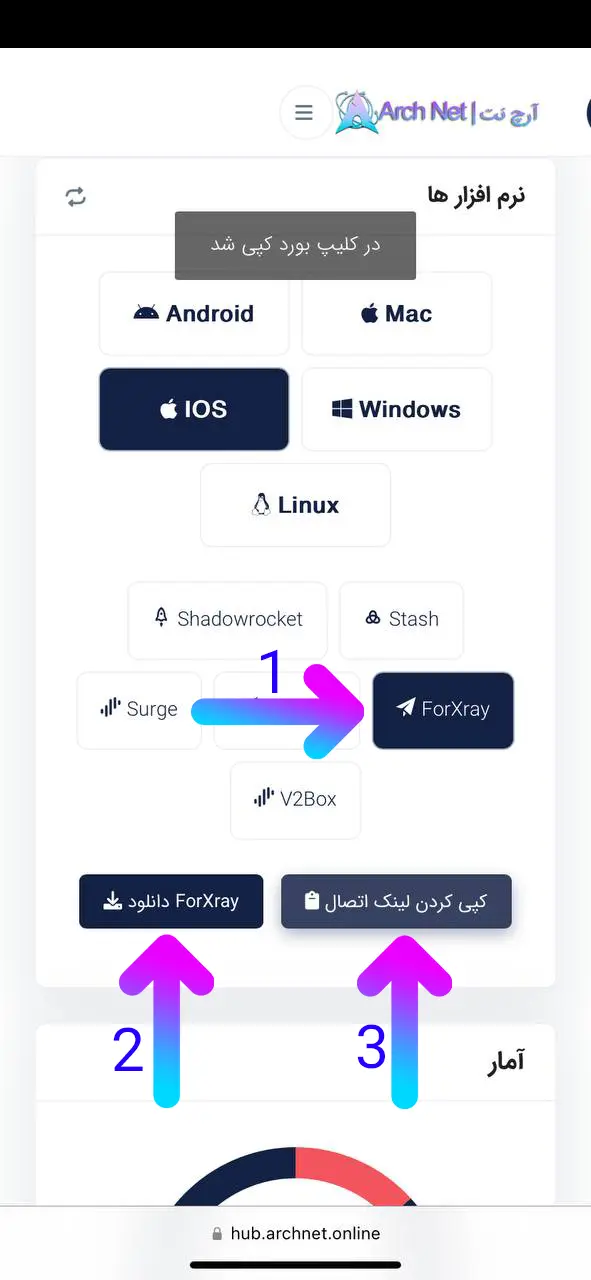 Arch Net | آرچ نت
نرم افزار ها
در کلیپ بورد کپی شد
Android
Mac
IOS
Windows
Linux
Shadowrocket
Stash
1
Surge
ForXray
V2Box
دانلود ForXray
کپی کردن لینک اتصال
2
3
آمار
hub.archnet.online